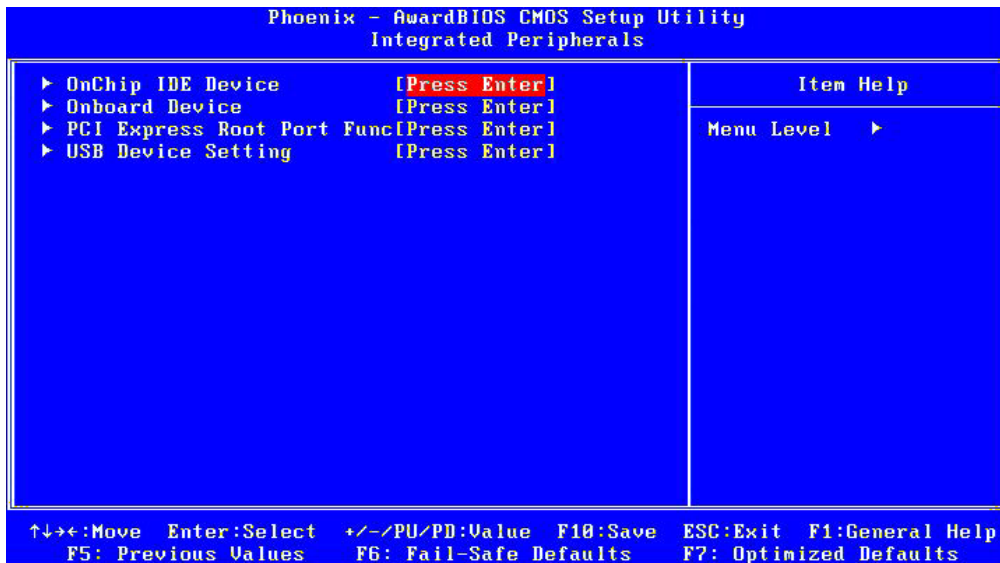 Phoenix - AwardBIOS CMOS Setup Utility
Integrated Peripherals
▶ OnChip IDE Device [Press Enter]
▶ Onboard Device [Press Enter]
▶ PCI Express Root Port Func[Press Enter]
▶ USB Device Setting [Press Enter]
Item Help
Menu Level ▶
↑↓→←:Move Enter:Select +/-/PU/PD:Value F10:Save ESC:Exit F1:General Help
F5: Previous Values F6: Fail-Safe Defaults F7: Optimized Defaults